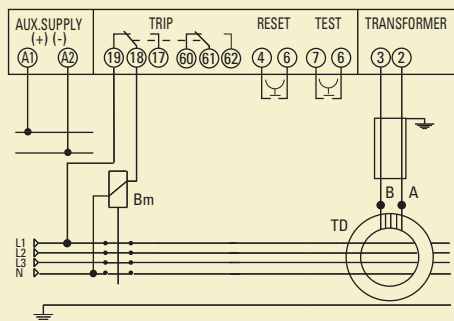 AUX.SUPPLY TRIP RESET TEST TRANSFORMER
(+) (-)
A1 A2 19 18 17 60 61 62 4 6 7 6 3 2
B A
Bm
TD
L1
L2
L3
N